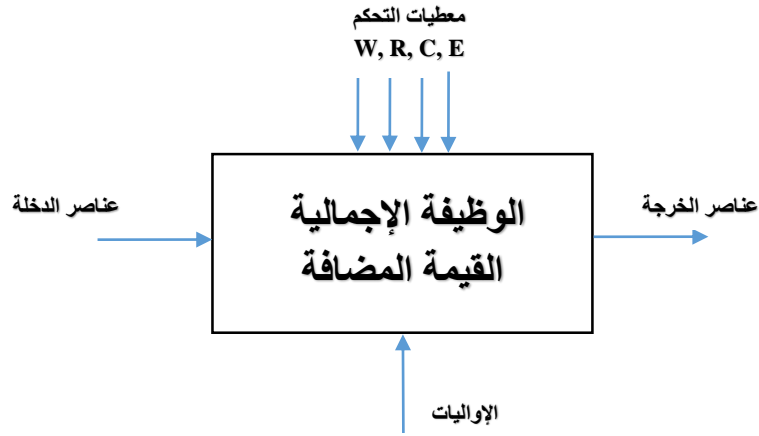 معطيات التحكم
W, R, C, E
عناصر الدخلة
الوظيفة الإجمالية
القيمة المضافة
عناصر الخرجة
الإواليات